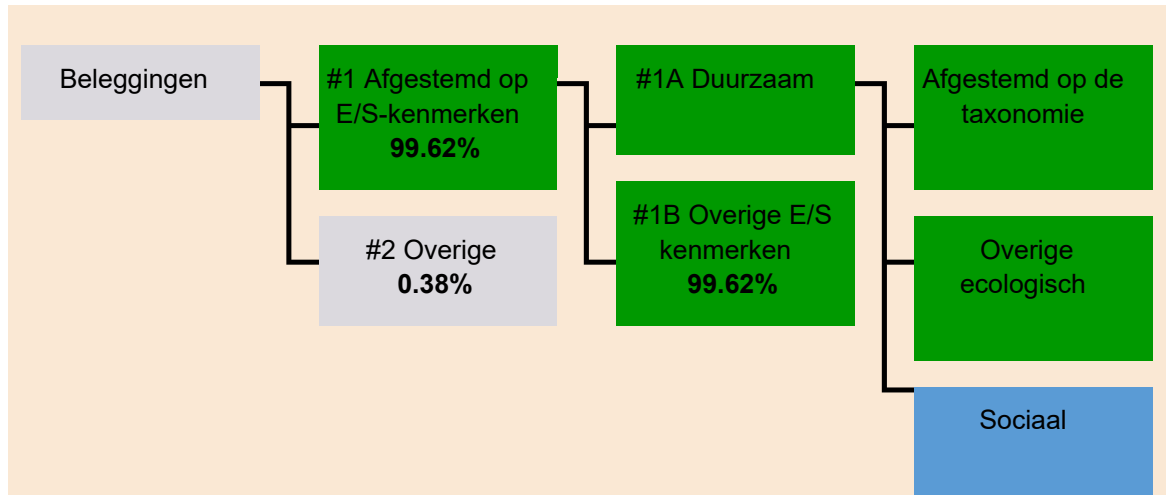 Beleggingen
#1 Afgestemd op
E/S-kenmerken
99.62%
#2 Overige
0.38%
#1A Duurzaam
#1B Overige E/S
kenmerken
99.62%
Afgestemd op de
taxonomie
Overige
ecologisch
Sociaal